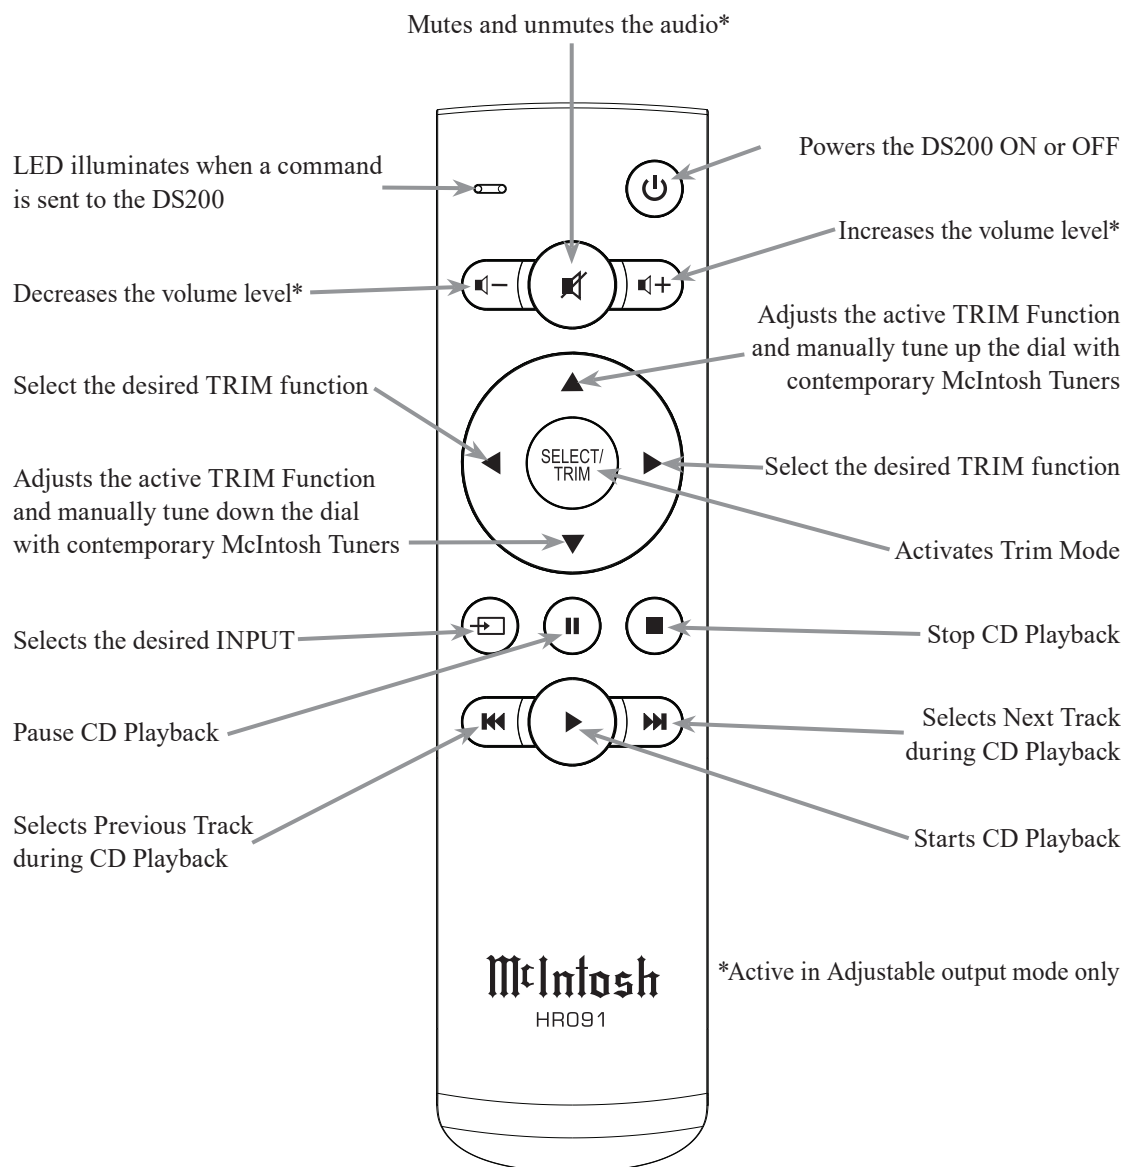 Mutes and unmutes the audio*
Powers the DS200 ON or OFF
LED illuminates when a command
is sent to the DS200
Increases the volume level*
Decreases the volume level*
Adjusts the active TRIM Function
and manually tune up the dial with
contemporary McIntosh Tuners
Select the desired TRIM function
SELECT/
TRIM
Select the desired TRIM function
Adjusts the active TRIM Function
and manually tune down the dial
with contemporary McIntosh Tuners
Activates Trim Mode
Selects the desired INPUT
Stop CD Playback
Pause CD Playback
Selects Next Track
during CD Playback
Selects Previous Track
during CD Playback
Starts CD Playback
McIntosh
HR091
*Active in Adjustable output mode only